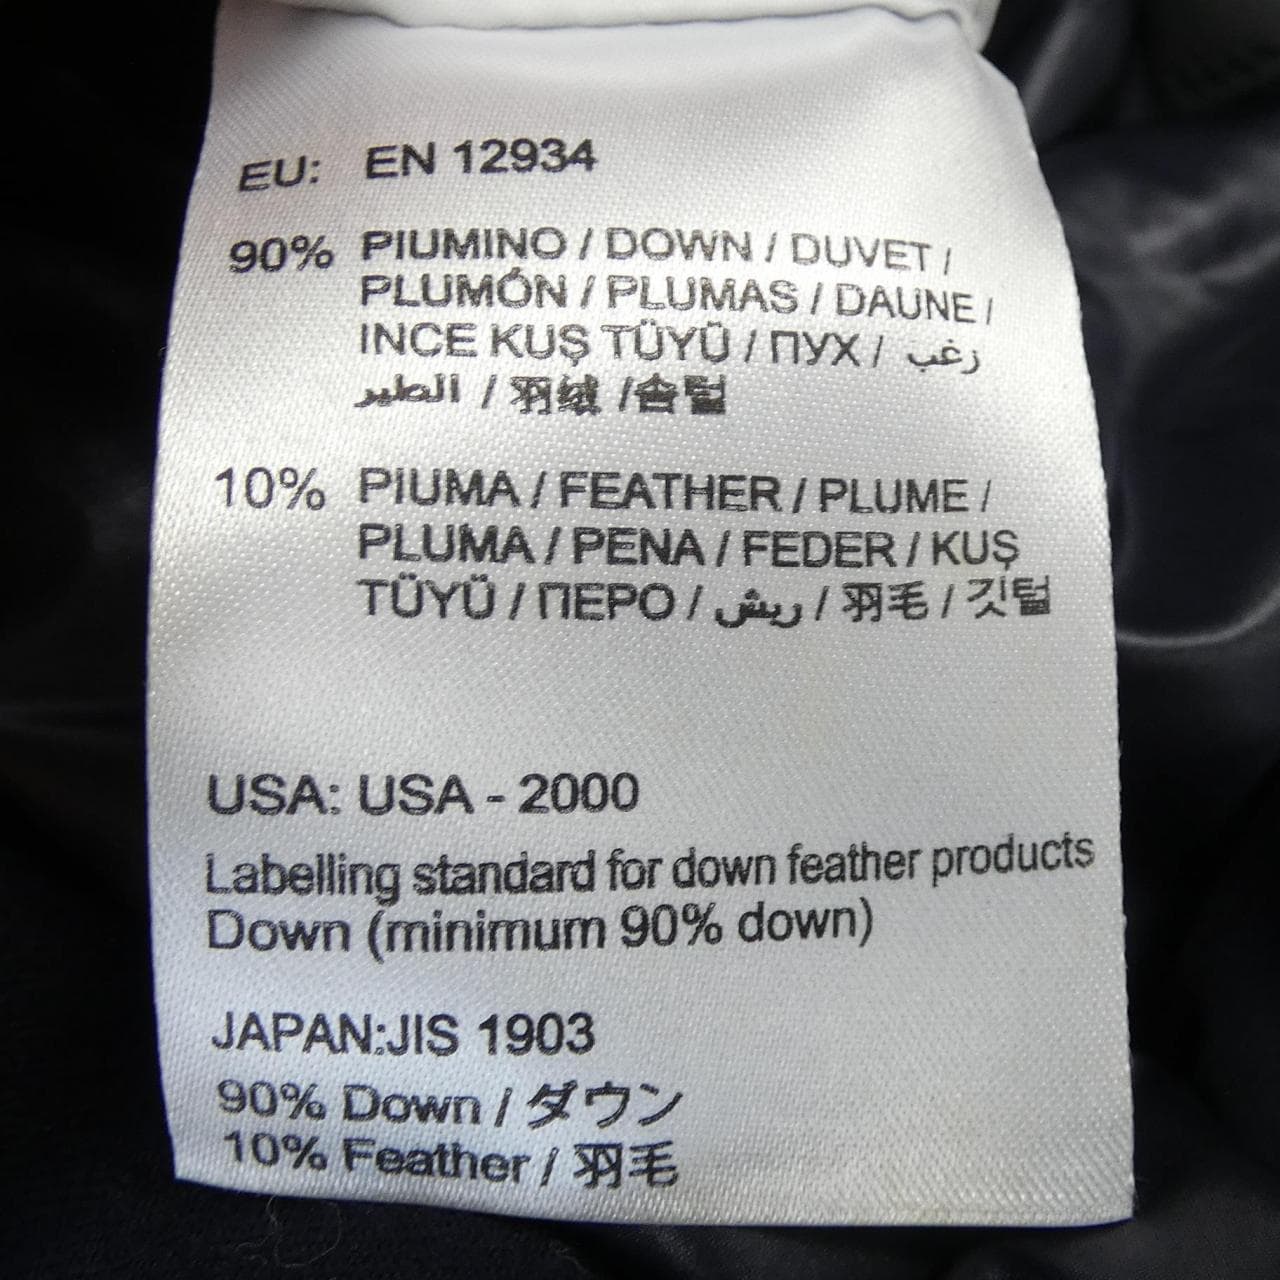 EU: EN 12934
90% PIUMINO / DOWN / DUVET /
PLUMÓN / PLUMAS / DAUNE /
INCE KUŞ TÜYÜ / ПУХ / زغب
الطير / 羽绒 /솜털
10% PIUMA / FEATHER / PLUME /
PLUMA / PENA / FEDER / KUŞ
TÜYÜ / ПЕРО / ريش / 羽毛 / 깃털
USA: USA - 2000
Labelling standard for down feather products
Down (minimum 90% down)
JAPAN:JIS 1903
90% Down / ダウン
10% Feather / 羽毛